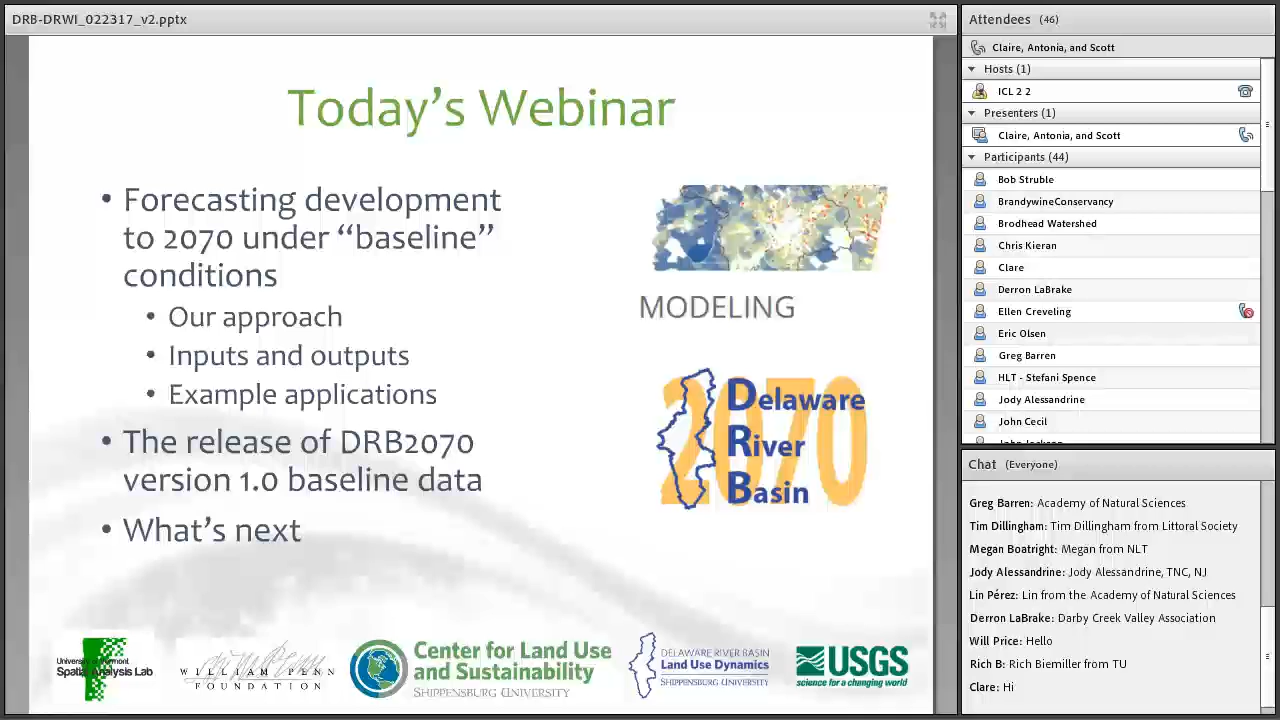 DRB-DRWI_022317_v2.pptx
Today's Webinar
• Forecasting development
to 2070 under “baseline”
conditions
• Our approach
• Inputs and outputs
• Example applications
• The release of DRB2070
version 1.0 baseline data
• What's next
MODELING
2070
Delaware
River
Basin
University of Vermont
Spatial Analysis Lab
WILLIAM PENN
FOUNDATION
Center for Land Use
and Sustainability
SHIPPENSBURG UNIVERSITY
DELAWARE RIVER BASIN
Land Use Dynamics
SHIPPENSBURG UNIVERSITY
USGS
science for a changing world
Attendees (46)
Claire, Antonia, and Scott
Hosts (1)
ICL 2 2
Presenters (1)
Claire, Antonia, and Scott
Participants (44)
Bob Struble
BrandywineConservancy
Brodhead Watershed
Chris Kieran
Clare
Derron LaBrake
Ellen Creveling
Eric Olsen
Greg Barren
HLT - Stefani Spence
Jody Alessandrine
John Cecil
John Jackson
Chat (Everyone)
Greg Barren: Academy of Natural Sciences
Tim Dillingham: Tim Dillingham from Littoral Society
Megan Boatright: Megan from NLT
Jody Alessandrine: Jody Alessandrine, TNC, NJ
Lin Pérez: Lin from the Academy of Natural Sciences
Derron LaBrake: Darby Creek Valley Association
Will Price: Hello
Rich B: Rich Biemiller from TU
Clare: Hi